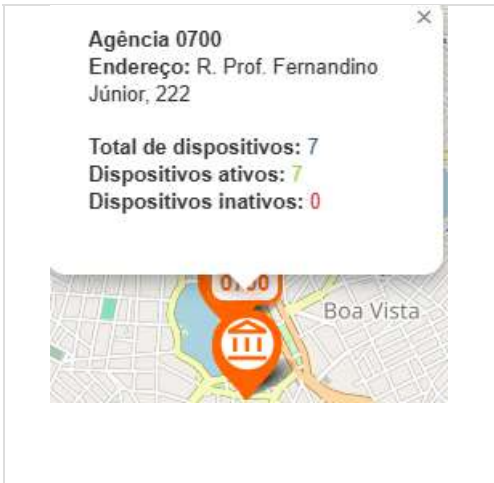 ×
Agência 0700
Endereço: R. Prof. Fernandino
Júnior, 222
Total de dispositivos: 7
Dispositivos ativos: 7
Dispositivos inativos: 0
0700
Boa Vista